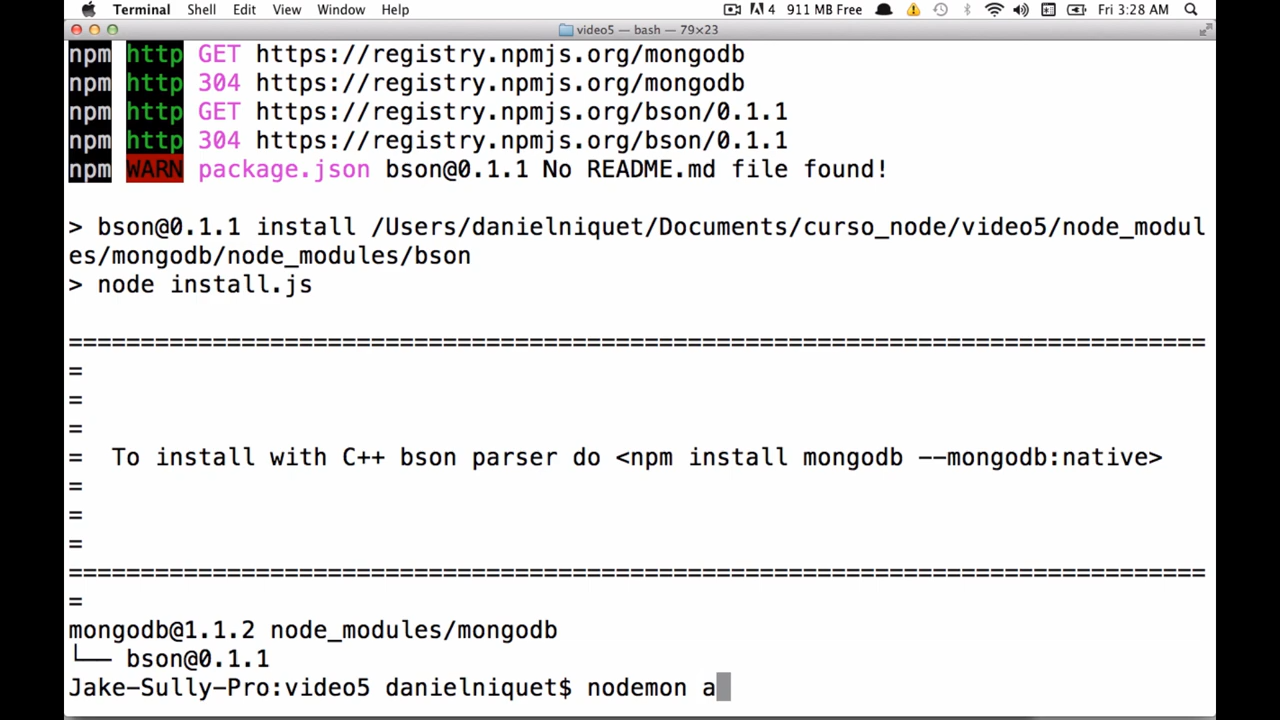 Terminal Shell Edit View Window Help 4 911 MB Free Fri 3:28 AM
video5 — bash — 79×23
npm http GET https://registry.npmjs.org/mongodb
npm http 304 https://registry.npmjs.org/mongodb
npm http GET https://registry.npmjs.org/bson/0.1.1
npm http 304 https://registry.npmjs.org/bson/0.1.1
npm WARN package.json bson@0.1.1 No README.md file found!
> bson@0.1.1 install /Users/danielniquet/Documents/curso_node/video5/node_modul
es/mongodb/node_modules/bson
> node install.js
===============================================================================
=
=
=
= To install with C++ bson parser do <npm install mongodb --mongodb:native>
=
=
=
===============================================================================
=
mongodb@1.1.2 node_modules/mongodb
└── bson@0.1.1
Jake-Sully-Pro:video5 danielniquet$ nodemon a